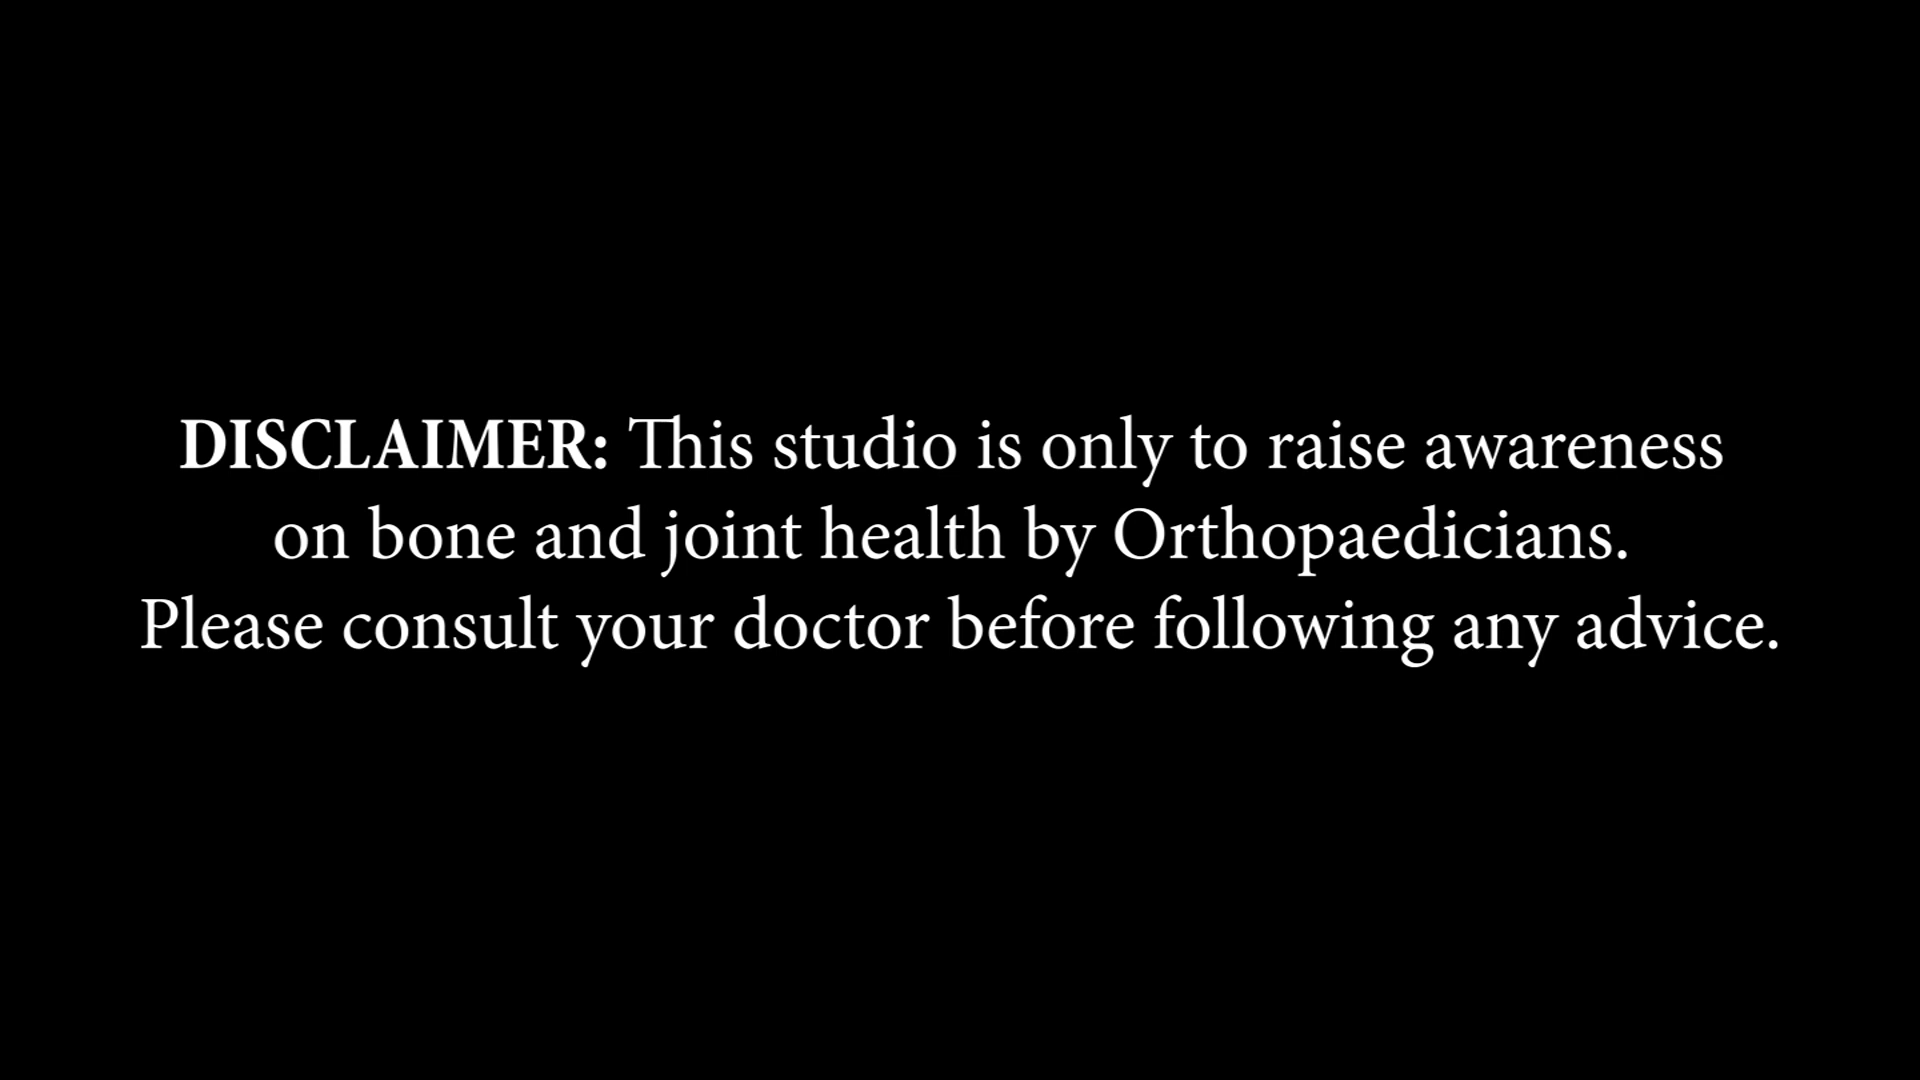 DISCLAIMER: This studio is only to raise awareness
on bone and joint health by Orthopaedicians.
Please consult your doctor before following any advice.